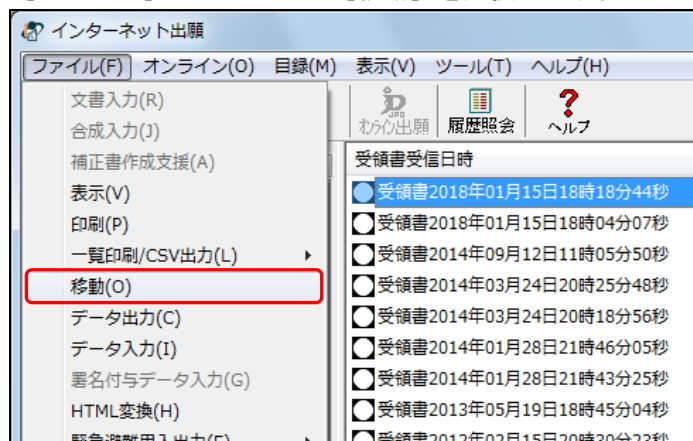 インターネット出願
ファイル(F) オンライン(O) 目録(M) 表示(V) ツール(T) ヘルプ(H)
文書入力(R)
合成入力(J)
補正書作成支援(A)
表示(V)
印刷(P)
一覧印刷/CSV出力(L)
移動(O)
データ出力(C)
データ入力(I)
署名付与データ入力(G)
HTML変換(H)
JPO
オンライン出願 履歴照会 ヘルプ
受領書受信日時
受領書2018年01月15日18時18分44秒
受領書2018年01月15日18時04分07秒
受領書2014年09月12日11時05分50秒
受領書2014年03月24日20時25分48秒
受領書2014年03月24日20時18分56秒
受領書2014年01月28日21時46分05秒
受領書2014年01月28日21時43分25秒
受領書2013年05月19日18時45分04秒